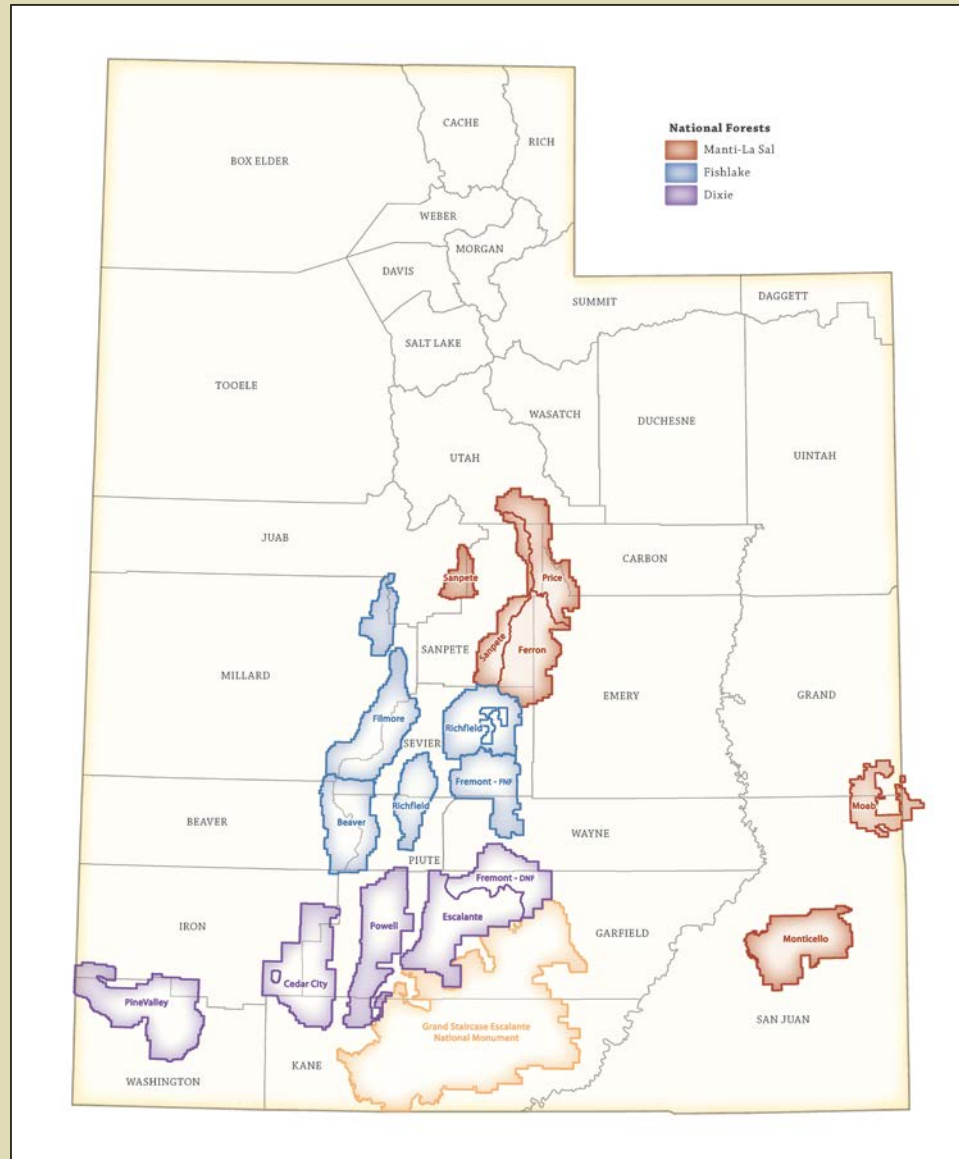 CACHE
RICH
BOX ELDER
National Forests
Manti-La Sal
Fishlake
Dixie
WEBER
MORGAN
DAVIS
SUMMIT
DAGGETT
SALT LAKE
TOOELE
WASATCH
DUCHESNE
UTAH
UINTAH
JUAB
CARBON
Sanpete
Price
SANPETE
Sanpete
Ferron
MILLARD
EMERY
GRAND
Filmore
Richfield
SEVIER
Fremont - FNF
Richfield
Moab
BEAVER
Beaver
WAYNE
PIUTE
Fremont - DNF
Powell
Escalante
IRON
GARFIELD
Monticello
Cedar City
PineValley
SAN JUAN
Grand Staircase Escalante
National Monument
KANE
WASHINGTON